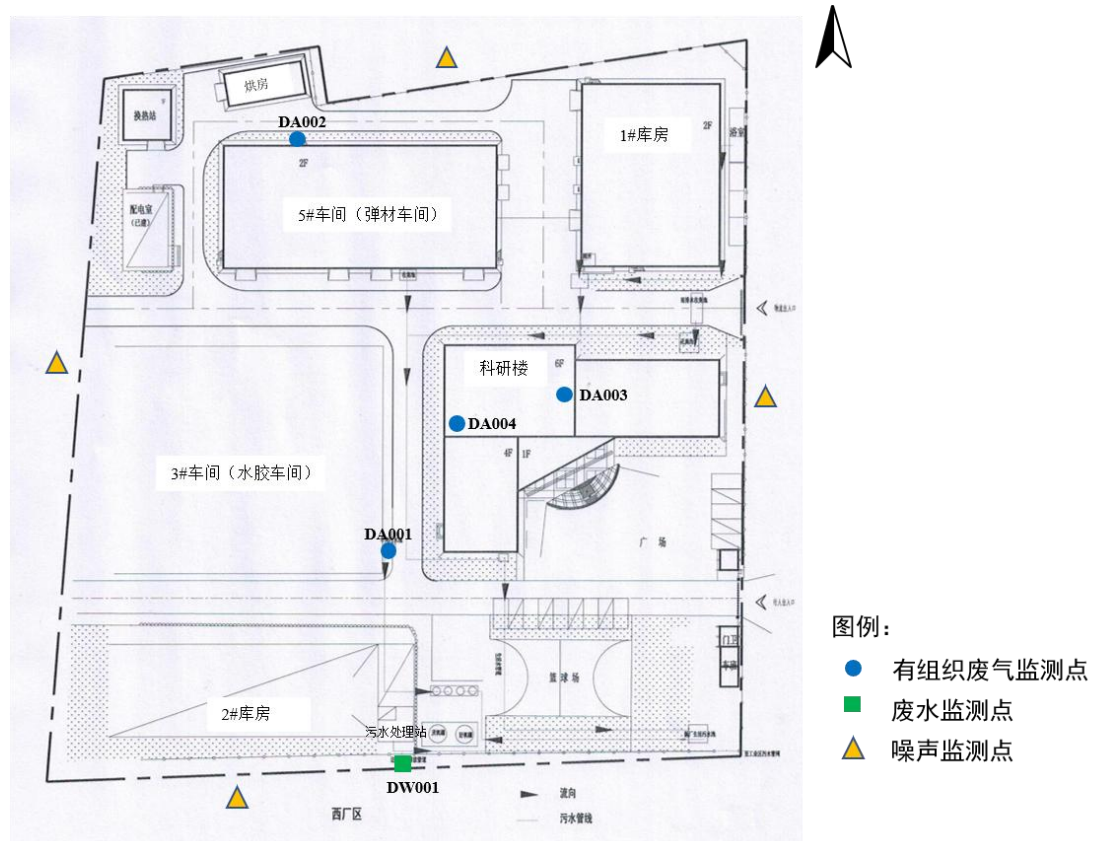 烘房
换热站
DA002
2F
1#库房
2F
浴室
配电室
(已建)
5#车间（弹材车间）
科研楼
6F
DA003
DA004
4F
1F
3#车间（水胶车间）
DA001
广 场
门卫
篮球场
2#库房
污水处理站
DW001
西厂区
流向
污水管线
图例：
有组织废气监测点
废水监测点
噪声监测点